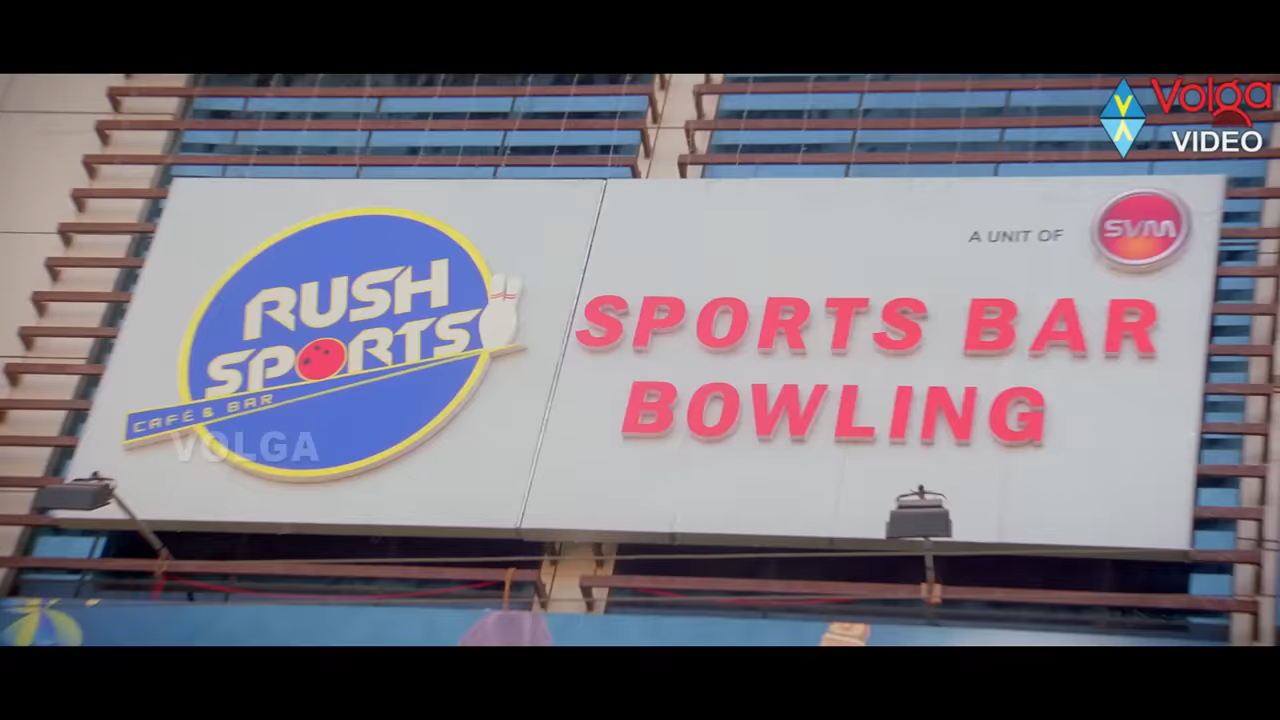 Volga
VIDEO
A UNIT OF
SVM
RUSH
SPORTS
CAFÉ & BAR
SPORTS BAR
BOWLING
VOLGA